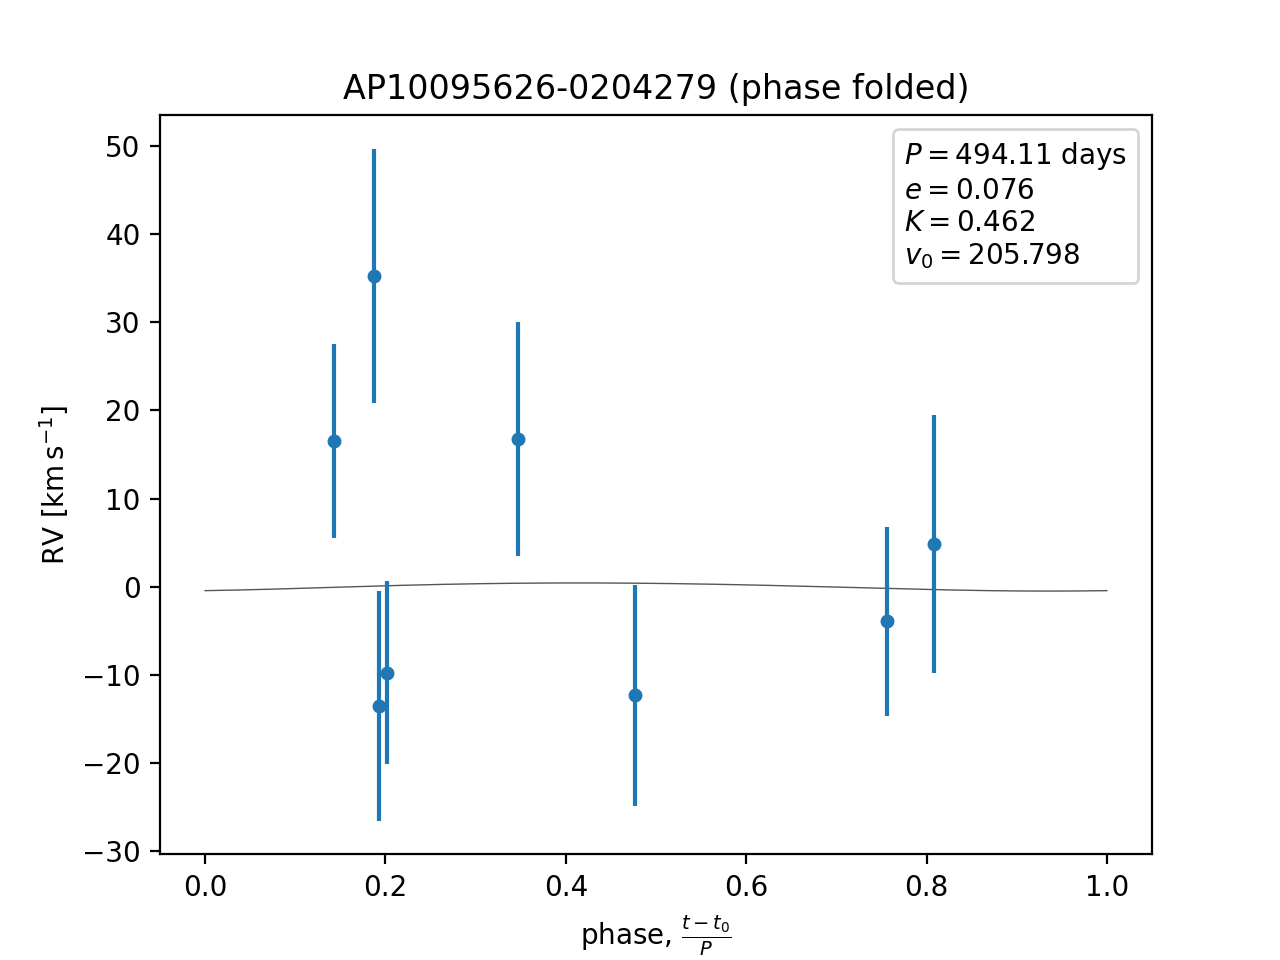 AP10095626-0204279 (phase folded)
P = 494.11 days
e = 0.076
K = 0.462
v₀ = 205.798
RV [km s⁻¹]
50
40
30
20
10
0
−10
−20
−30
0.0 0.2 0.4 0.6 0.8 1.0
phase, (t − t₀)/P